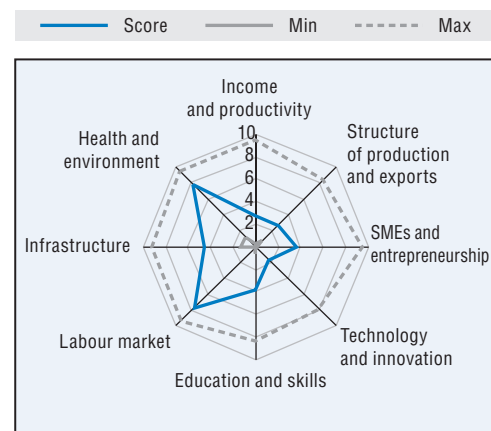 Score Min Max
Income
and productivity
Structure
of production
and exports
SMEs and
entrepreneurship
Technology
and innovation
Education and skills
Labour market
Infrastructure
Health and
environment
10
8
6
4
2